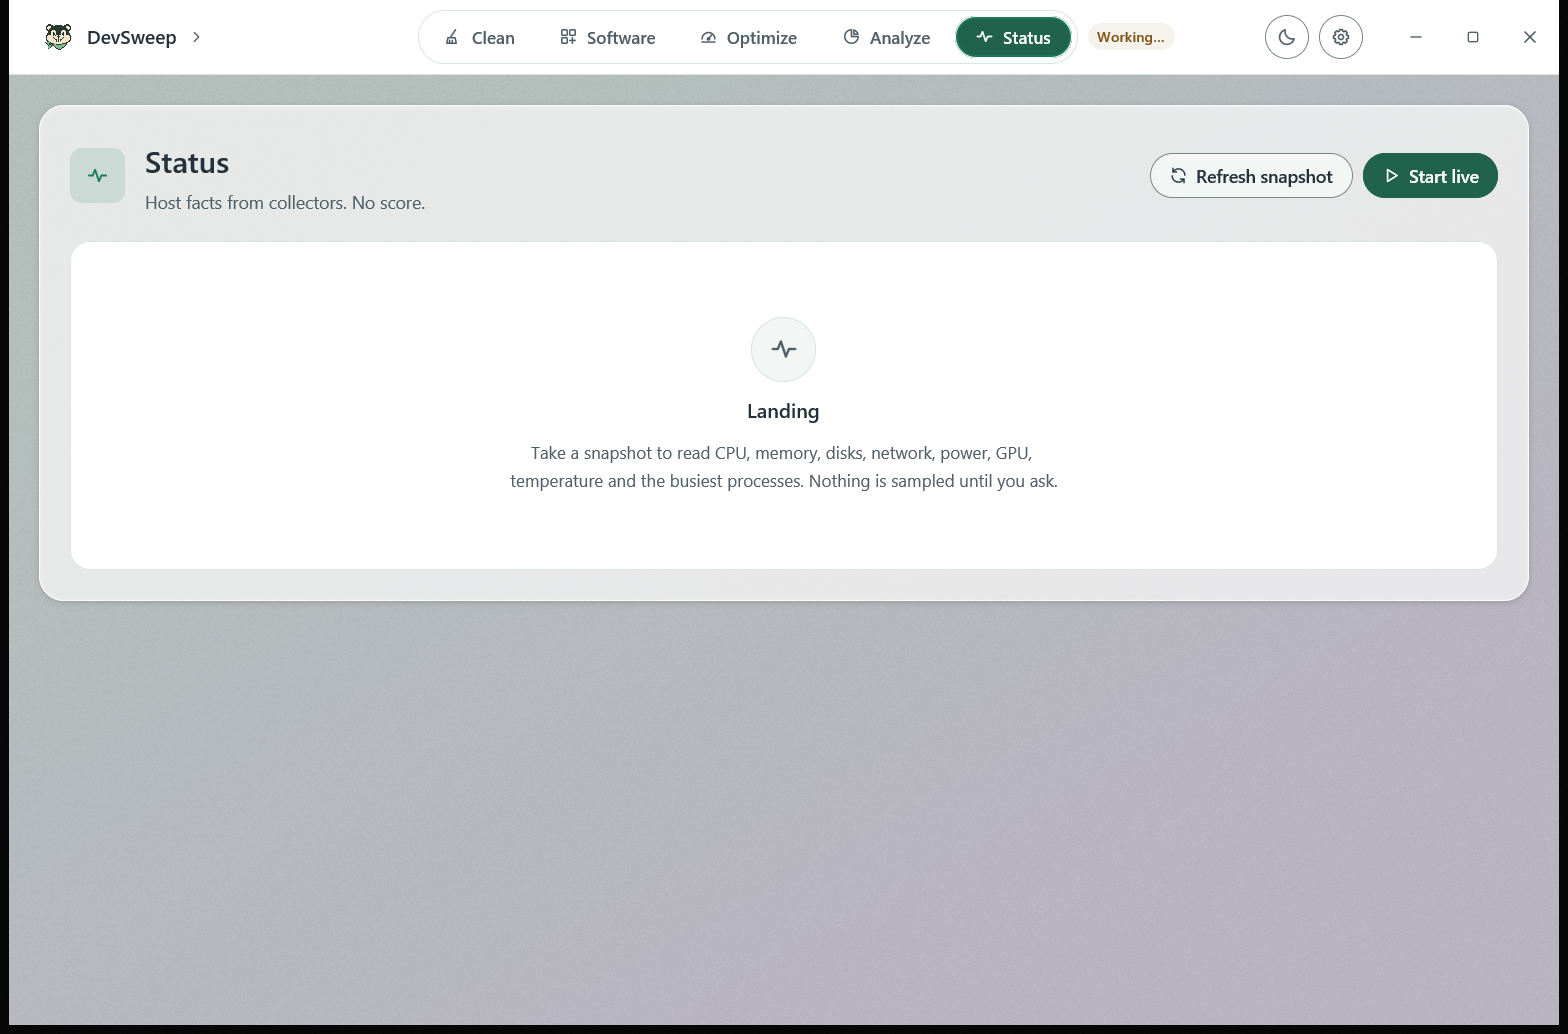 DevSweep
Clean
Software
Optimize
Analyze
Status
Working...
Status
Host facts from collectors. No score.
Refresh snapshot
Start live
Landing
Take a snapshot to read CPU, memory, disks, network, power, GPU,
temperature and the busiest processes. Nothing is sampled until you ask.